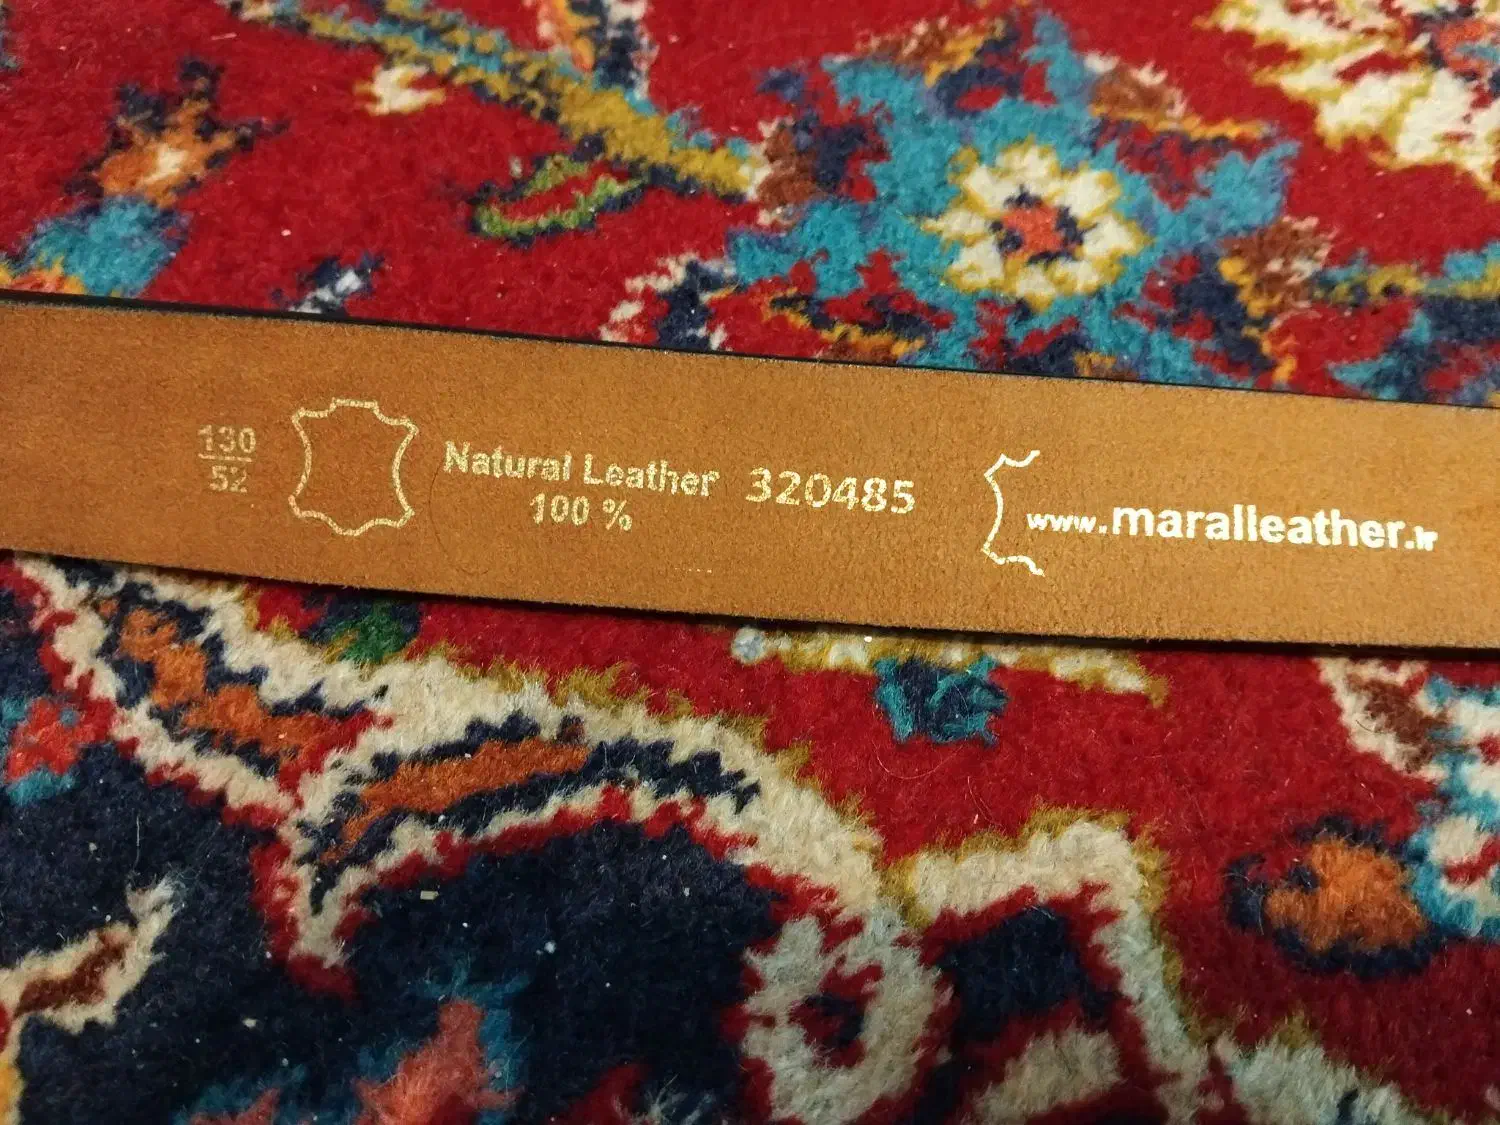 130
52
Natural Leather
100 %
320485
www.maralleather.ir